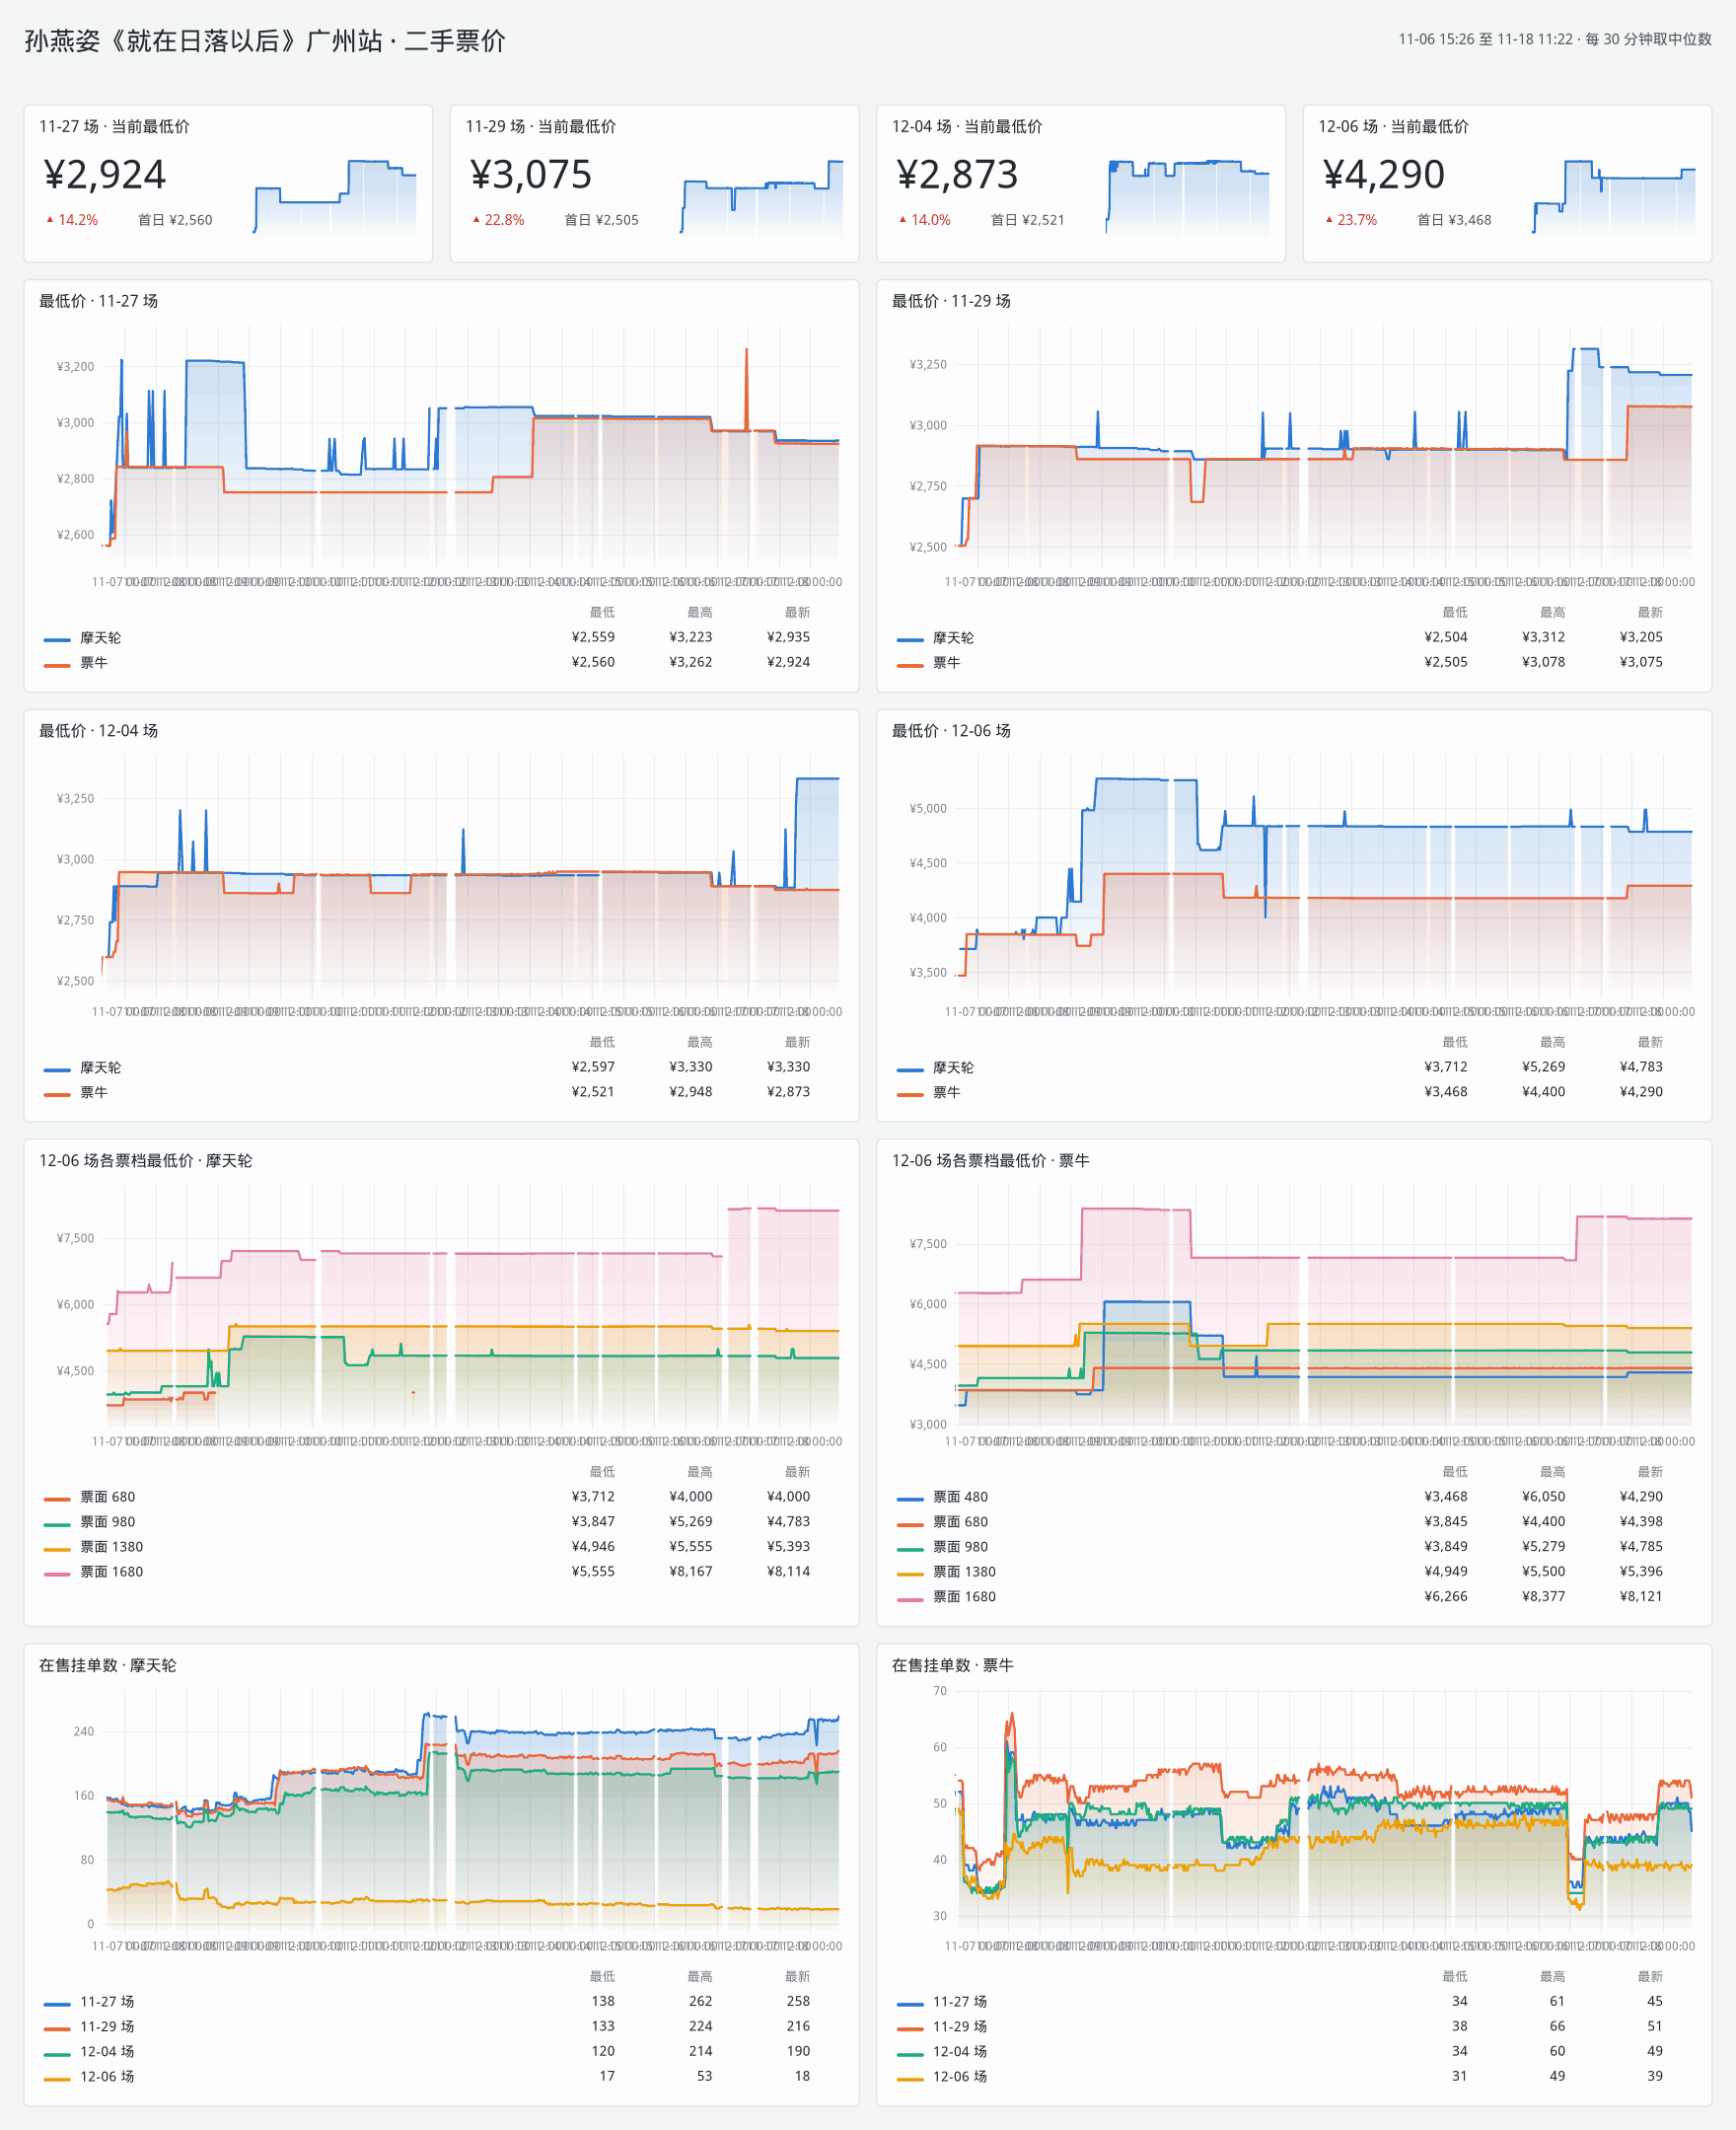 孙燕姿《就在日落以后》广州站 · 二手票价
11-06 15:26 至 11-18 11:22 · 每 30 分钟取中位数
11-27 场 · 当前最低价
¥2,924
▲ 14.2% 首日 ¥2,560
11-29 场 · 当前最低价
¥3,075
▲ 22.8% 首日 ¥2,505
12-04 场 · 当前最低价
¥2,873
▲ 14.0% 首日 ¥2,521
12-06 场 · 当前最低价
¥4,290
▲ 23.7% 首日 ¥3,468
最低价 · 11-27 场
¥3,200
¥3,000
¥2,800
¥2,600
最低 最高 最新
摩天轮 ¥2,559 ¥3,223 ¥2,935
票牛 ¥2,560 ¥3,262 ¥2,924
最低价 · 11-29 场
¥3,250
¥3,000
¥2,750
¥2,500
最低 最高 最新
摩天轮 ¥2,504 ¥3,312 ¥3,205
票牛 ¥2,505 ¥3,078 ¥3,075
最低价 · 12-04 场
¥3,250
¥3,000
¥2,750
¥2,500
最低 最高 最新
摩天轮 ¥2,597 ¥3,330 ¥3,330
票牛 ¥2,521 ¥2,948 ¥2,873
最低价 · 12-06 场
¥5,000
¥4,500
¥4,000
¥3,500
最低 最高 最新
摩天轮 ¥3,712 ¥5,269 ¥4,783
票牛 ¥3,468 ¥4,400 ¥4,290
12-06 场各票档最低价 · 摩天轮
¥7,500
¥6,000
¥4,500
最低 最高 最新
票面 680 ¥3,712 ¥4,000 ¥4,000
票面 980 ¥3,847 ¥5,269 ¥4,783
票面 1380 ¥4,946 ¥5,555 ¥5,393
票面 1680 ¥5,555 ¥8,167 ¥8,114
12-06 场各票档最低价 · 票牛
¥7,500
¥6,000
¥4,500
¥3,000
最低 最高 最新
票面 480 ¥3,468 ¥6,050 ¥4,290
票面 680 ¥3,845 ¥4,400 ¥4,398
票面 980 ¥3,849 ¥5,279 ¥4,785
票面 1380 ¥4,949 ¥5,500 ¥5,396
票面 1680 ¥6,266 ¥8,377 ¥8,121
在售挂单数 · 摩天轮
240
160
80
0
最低 最高 最新
11-27 场 138 262 258
11-29 场 133 224 216
12-04 场 120 214 190
12-06 场 17 53 18
在售挂单数 · 票牛
70
60
50
40
30
最低 最高 最新
11-27 场 34 61 45
11-29 场 38 66 51
12-04 场 34 60 49
12-06 场 31 49 39